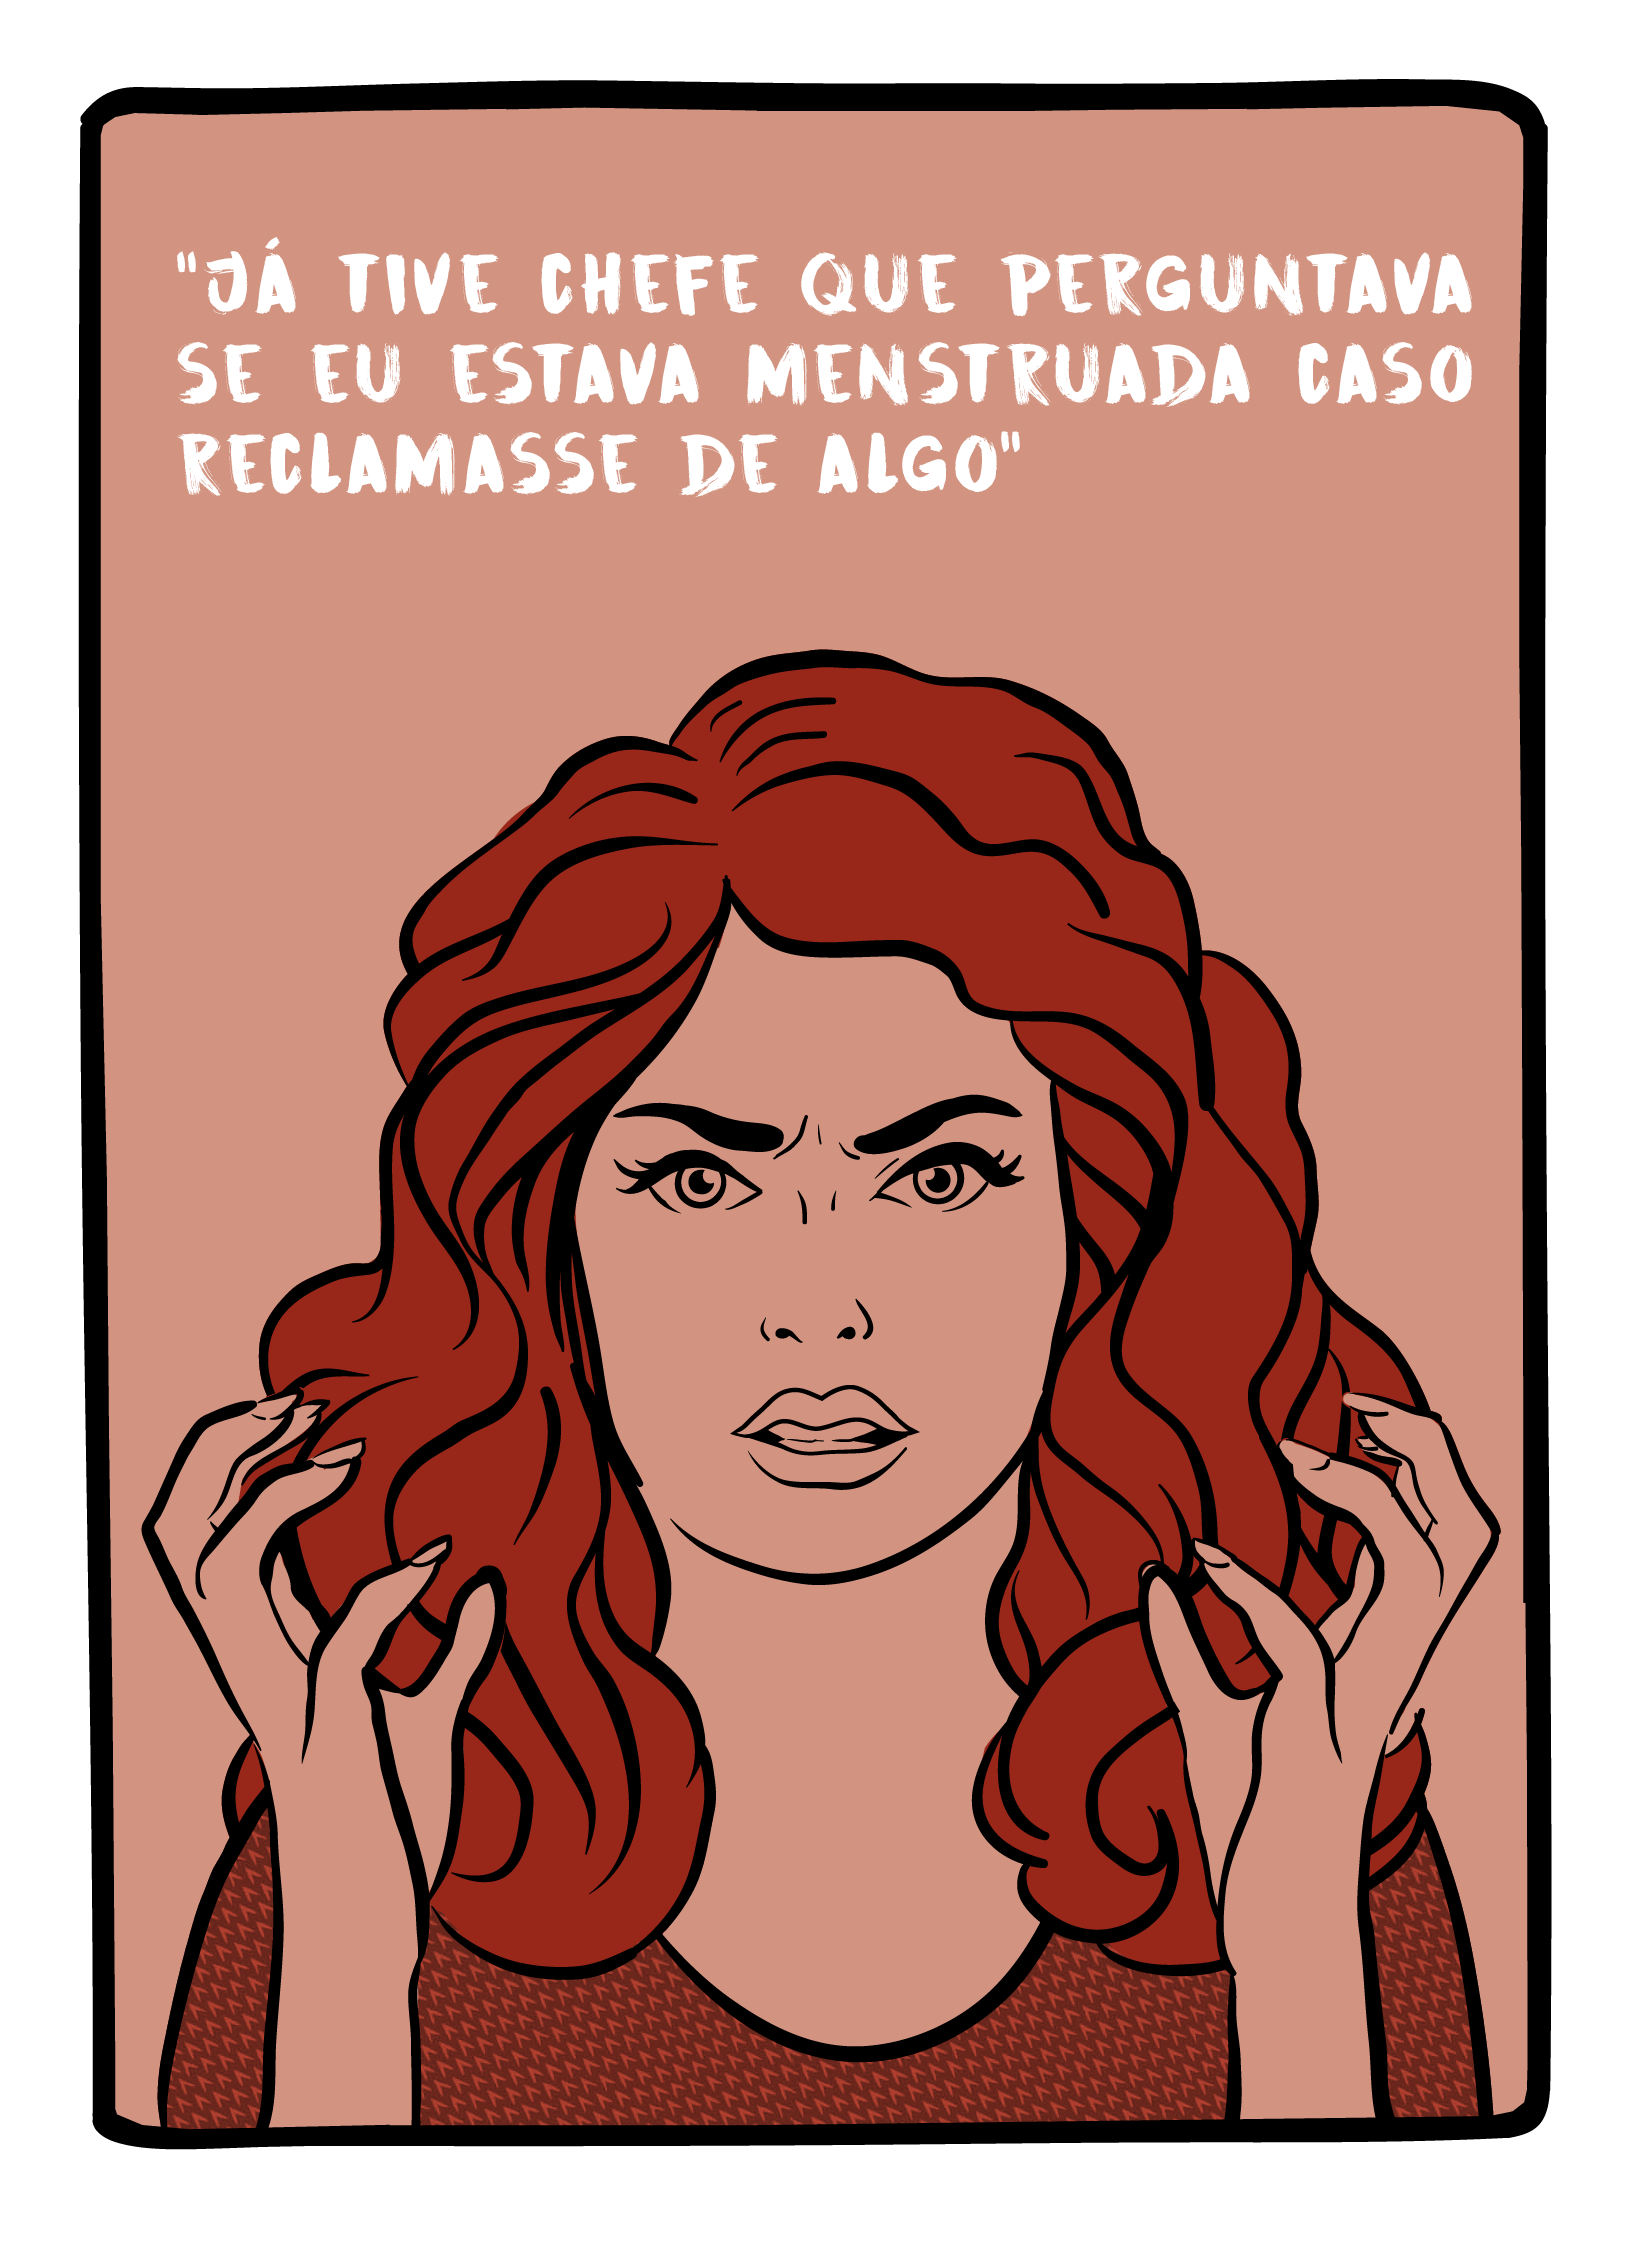 "JÁ TIVE CHEFE QUE PERGUNTAVA
SE EU ESTAVA MENSTRUADA CASO
RECLAMASSE DE ALGO"